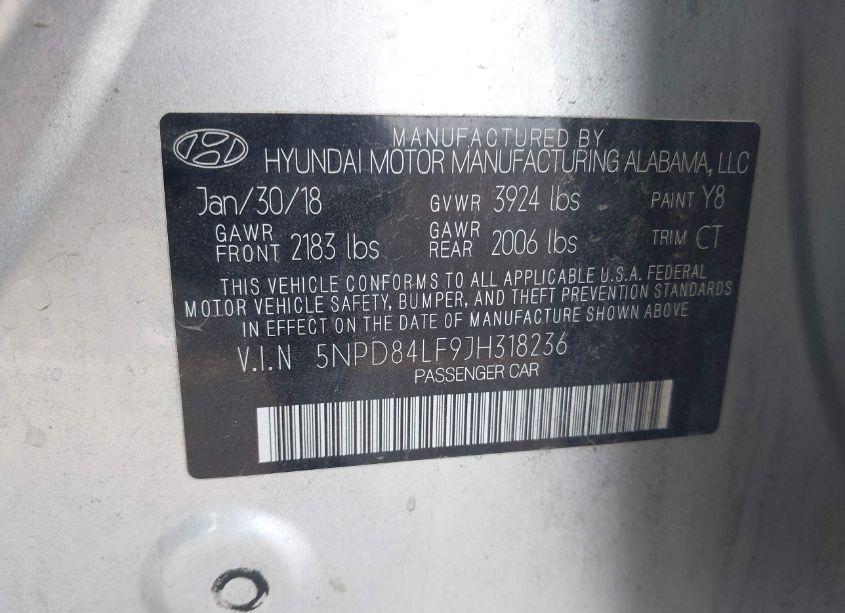 MANUFACTURED BY
HYUNDAI MOTOR MANUFACTURING ALABAMA, LLC
Jan/30/18 GVWR 3924 lbs PAINT Y8
GAWR FRONT 2183 lbs GAWR REAR 2006 lbs TRIM CT
THIS VEHICLE CONFORMS TO ALL APPLICABLE U.S.A. FEDERAL
MOTOR VEHICLE SAFETY, BUMPER, AND THEFT PREVENTION STANDARDS
IN EFFECT ON THE DATE OF MANUFACTURE SHOWN ABOVE
V.I.N 5NPD84LF9JH318236
PASSENGER CAR